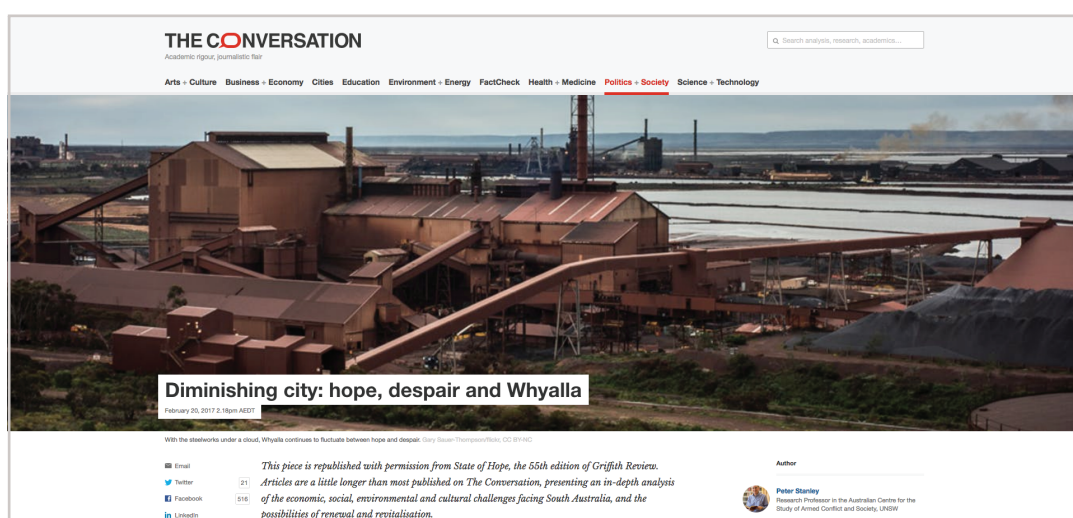 THE CONVERSATION
Academic rigour, journalistic flair
Search analysis, research, academics...
Arts + Culture Business + Economy Cities Education Environment + Energy FactCheck Health + Medicine Politics + Society Science + Technology
Diminishing city: hope, despair and Whyalla
February 20, 2017 2.18pm AEDT
With the steelworks under a cloud, Whyalla continues to fluctuate between hope and despair. Gary Sauer-Thompson/flickr, CC BY-NC
Email
Twitter 21
Facebook 516
LinkedIn
This piece is republished with permission from State of Hope, the 55th edition of Griffith Review.
Articles are a little longer than most published on The Conversation, presenting an in-depth analysis
of the economic, social, environmental and cultural challenges facing South Australia, and the
possibilities of renewal and revitalisation.
Author
Peter Stanley
Research Professor in the Australian Centre for the
Study of Armed Conflict and Society, UNSW